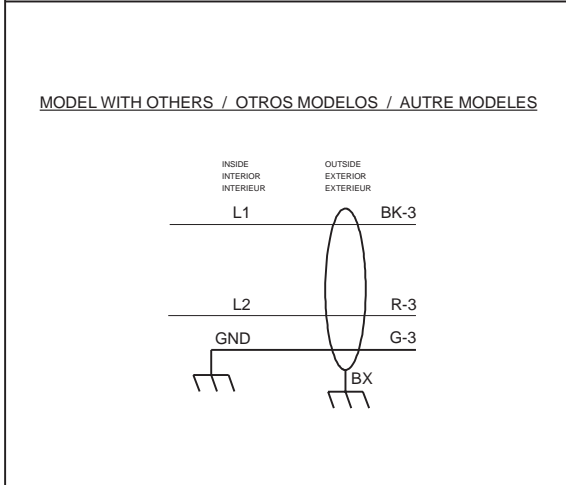 MODEL WITH OTHERS / OTROS MODELOS / AUTRE MODELES
INSIDE OUTSIDE
INTERIOR EXTERIOR
INTERIEUR EXTERIEUR
L1 BK-3
L2 R-3
GND G-3
BX